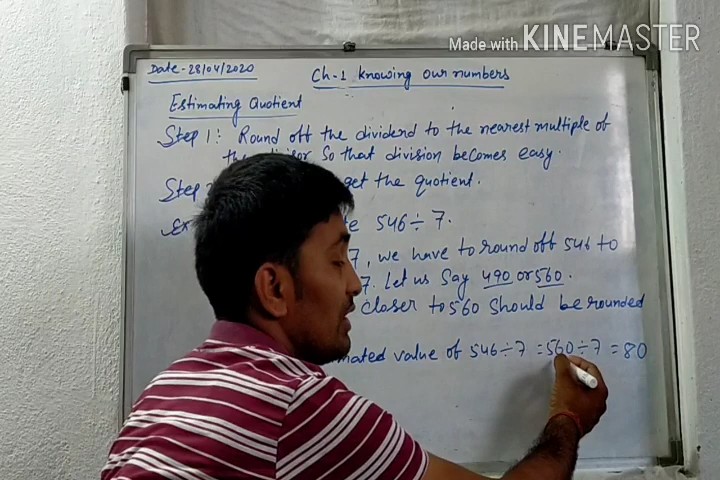 Made with KINEMASTER
Date-28/04/2020
Ch-1 Knowing our numbers
Estimating Quotient
Step 1: Round off the dividend to the nearest multiple of
the divisor so that division becomes easy.
Step get the quotient.
Ex 546÷7.
7, we have to round off 546 to
7. Let us Say 490 or 560.
closer to 560 should be rounded
value of 546÷7 = 560÷7 = 80